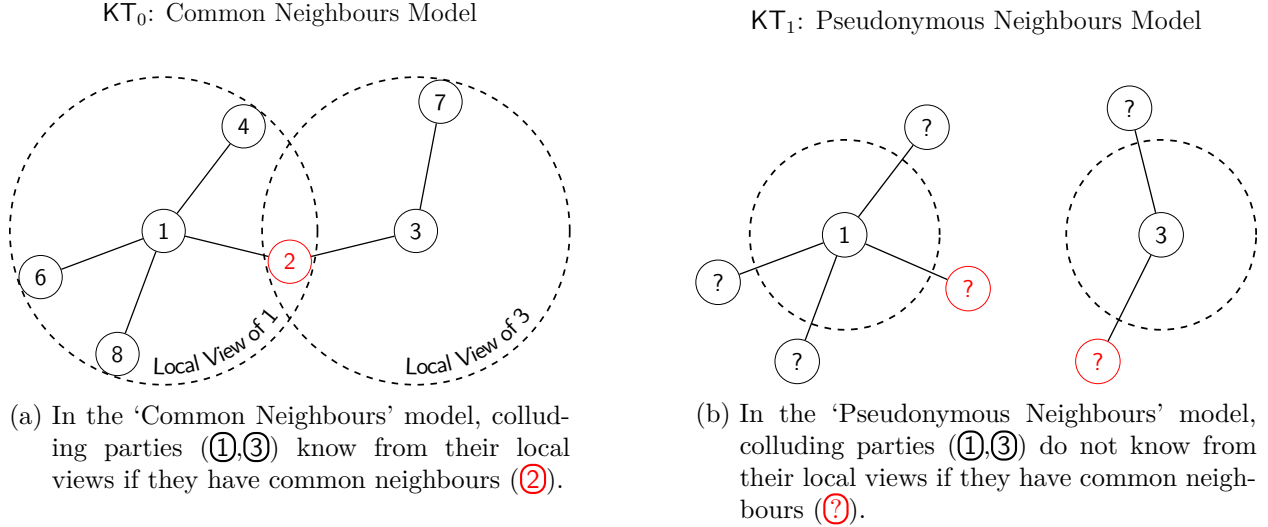 KT₀: Common Neighbours Model
4
7
1
3
2
6
8
Local View of 1
Local View of 3
(a) In the ‘Common Neighbours’ model, collud-
ing parties (①,③) know from their local
views if they have common neighbours (②).
KT₁: Pseudonymous Neighbours Model
?
?
1
3
?
?
?
?
(b) In the ‘Pseudonymous Neighbours’ model,
colluding parties (①,③) do not know from
their local views if they have common neigh-
bours (?).